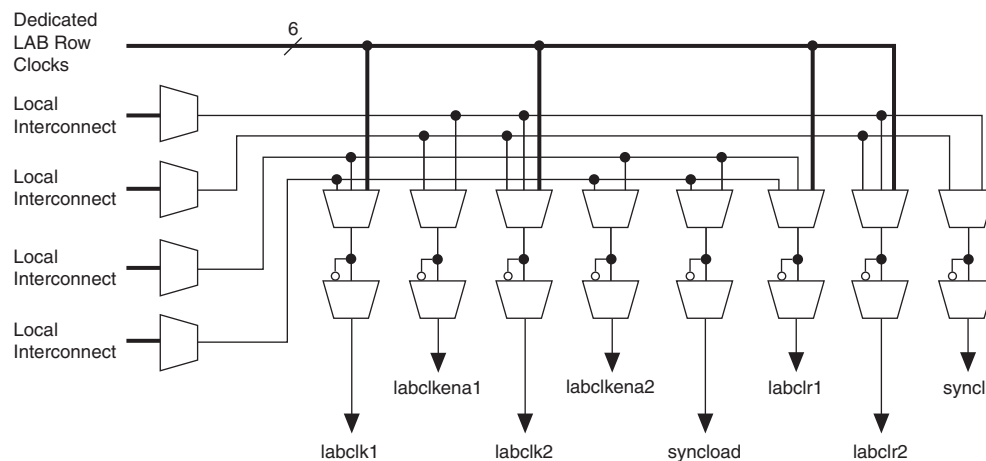 Dedicated
LAB Row
Clocks
6
Local
Interconnect
Local
Interconnect
Local
Interconnect
Local
Interconnect
labclkena1
labclkena2
labclr1
syncl
labclk1
labclk2
syncload
labclr2